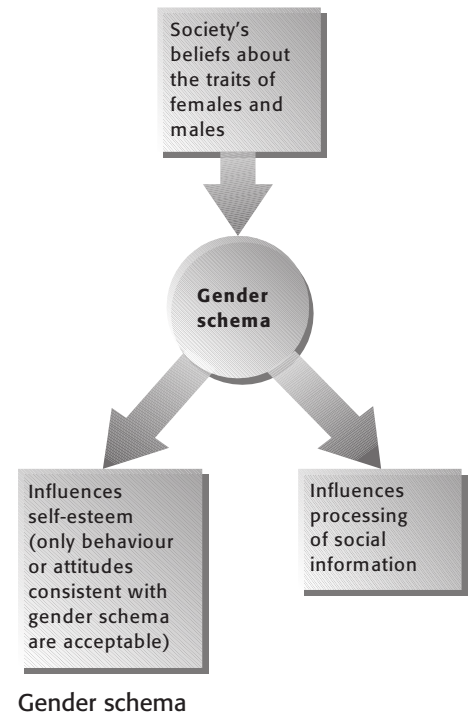 Society's
beliefs about
the traits of
females and
males
Gender
schema
Influences
self-esteem
(only behaviour
or attitudes
consistent with
gender schema
are acceptable)
Influences
processing
of social
information
Gender schema